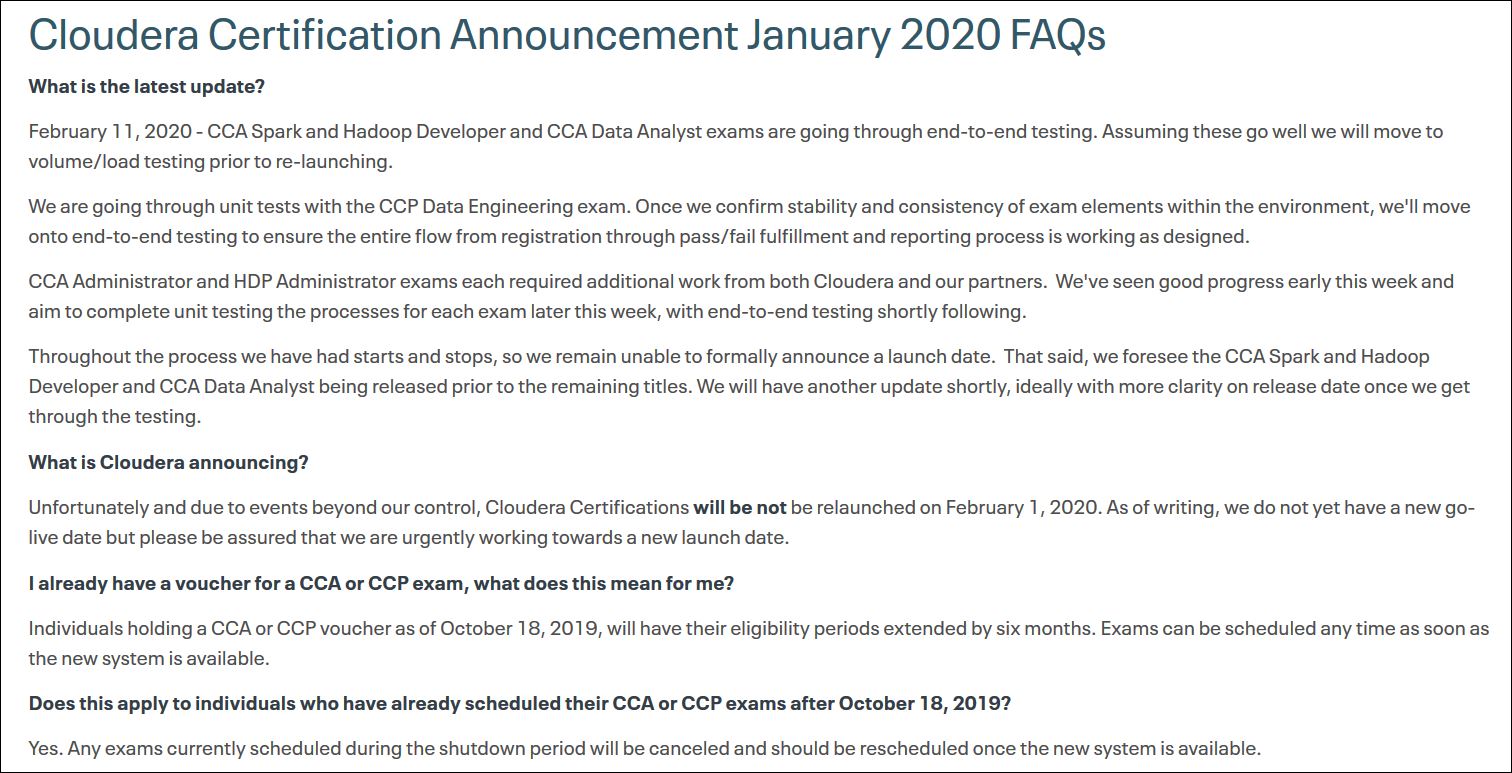 Cloudera Certification Announcement January 2020 FAQs
What is the latest update?
February 11, 2020 - CCA Spark and Hadoop Developer and CCA Data Analyst exams are going through end-to-end testing. Assuming these go well we will move to
volume/load testing prior to re-launching.
We are going through unit tests with the CCP Data Engineering exam. Once we confirm stability and consistency of exam elements within the environment, we'll move
onto end-to-end testing to ensure the entire flow from registration through pass/fail fulfillment and reporting process is working as designed.
CCA Administrator and HDP Administrator exams each required additional work from both Cloudera and our partners.  We've seen good progress early this week and
aim to complete unit testing the processes for each exam later this week, with end-to-end testing shortly following.
Throughout the process we have had starts and stops, so we remain unable to formally announce a launch date.  That said, we foresee the CCA Spark and Hadoop
Developer and CCA Data Analyst being released prior to the remaining titles. We will have another update shortly, ideally with more clarity on release date once we get
through the testing.
What is Cloudera announcing?
Unfortunately and due to events beyond our control, Cloudera Certifications will be not be relaunched on February 1, 2020. As of writing, we do not yet have a new go-
live date but please be assured that we are urgently working towards a new launch date.
I already have a voucher for a CCA or CCP exam, what does this mean for me?
Individuals holding a CCA or CCP voucher as of October 18, 2019, will have their eligibility periods extended by six months. Exams can be scheduled any time as soon as
the new system is available.
Does this apply to individuals who have already scheduled their CCA or CCP exams after October 18, 2019?
Yes. Any exams currently scheduled during the shutdown period will be canceled and should be rescheduled once the new system is available.